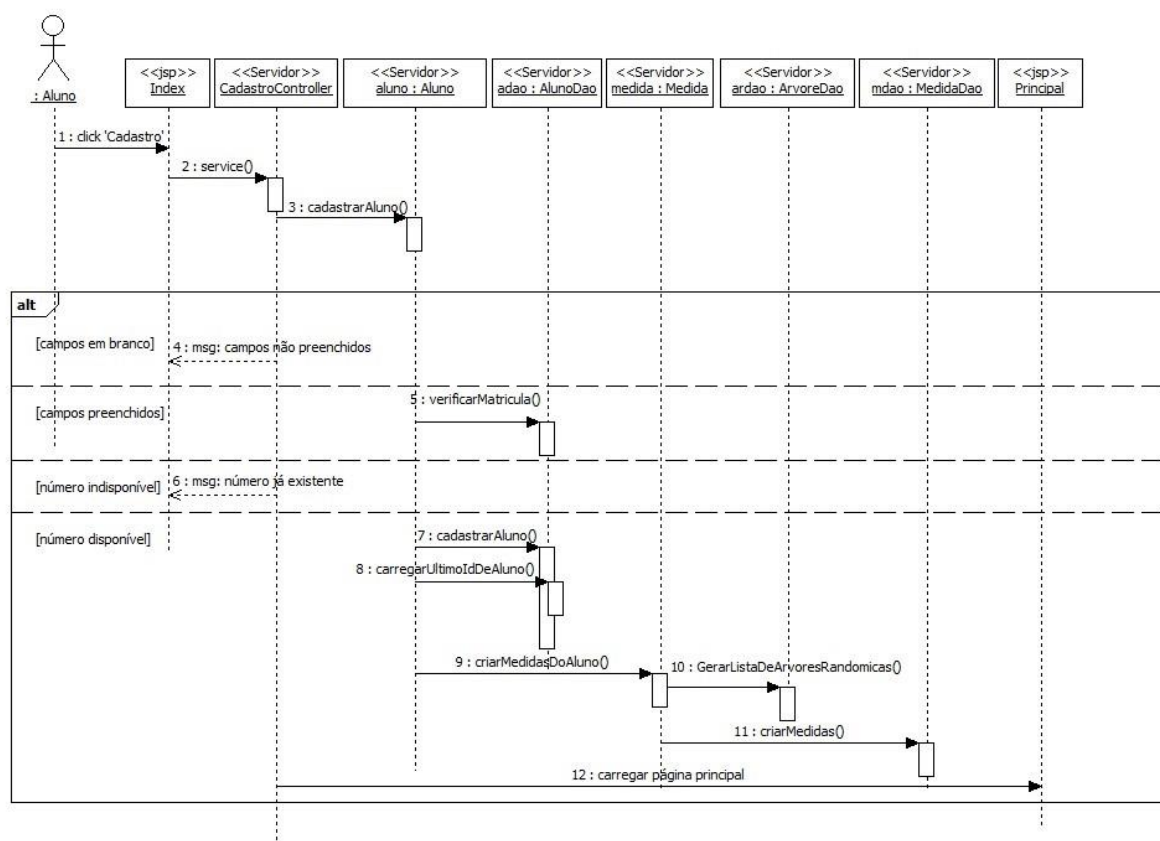 : Aluno
<<jsp>>
Index
<<Servidor>>
CadastroController
<<Servidor>>
aluno : Aluno
<<Servidor>>
adao : AlunoDao
<<Servidor>>
medida : Medida
<<Servidor>>
ardao : ArvoreDao
<<Servidor>>
mdao : MedidaDao
<<jsp>>
Principal
1 : click 'Cadastro'
2 : service()
3 : cadastrarAluno()
alt
[campos em branco]
4 : msg: campos não preenchidos
[campos preenchidos]
5 : verificarMatricula()
[número indisponível]
6 : msg: número já existente
[número disponível]
7 : cadastrarAluno()
8 : carregarUltimoIdDeAluno()
9 : criarMedidasDoAluno()
10 : GerarListaDeArvoresRandomicas()
11 : criarMedidas()
12 : carregar página principal